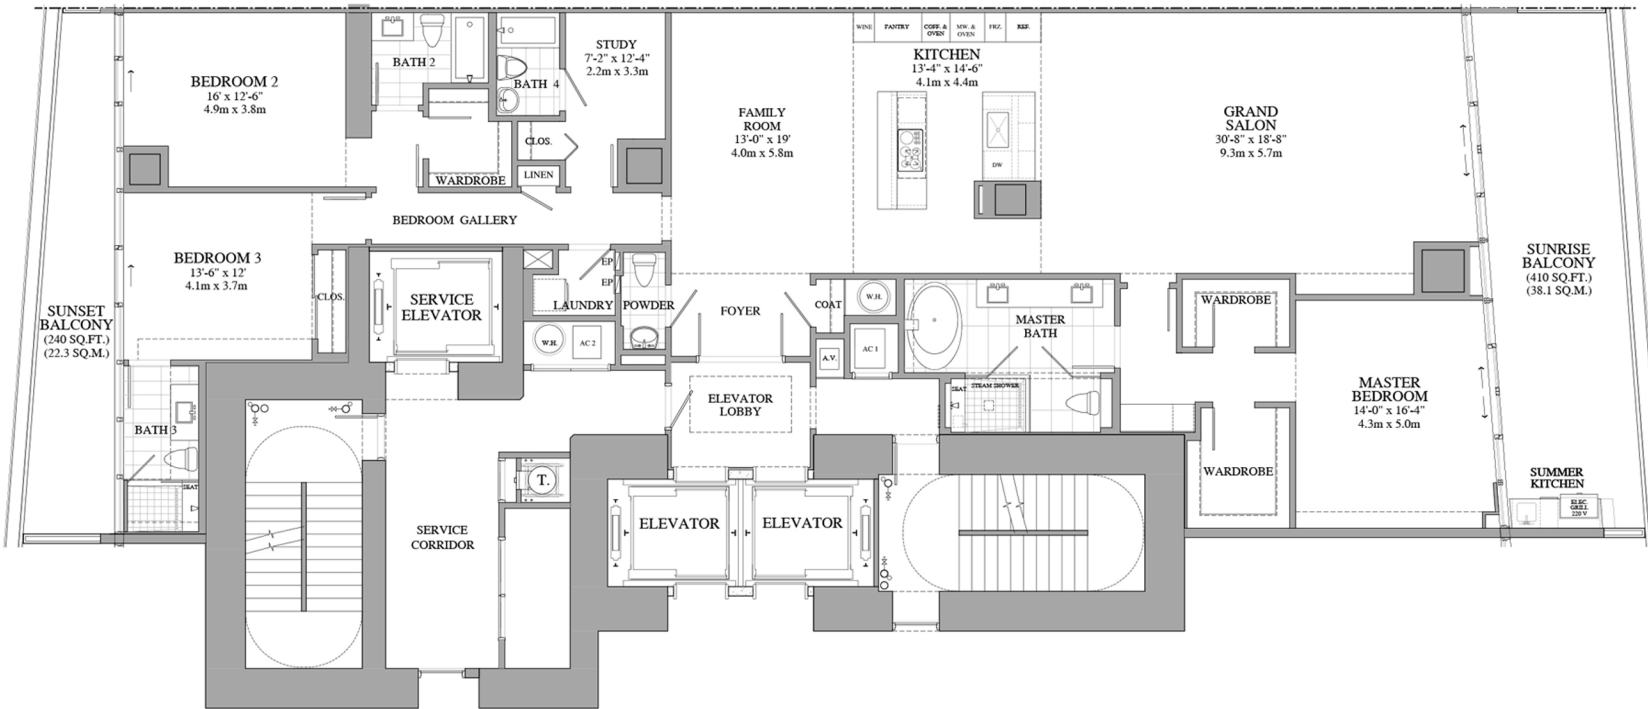 WINE
PANTRY
COFF. &
OVEN
MW. &
OVEN
FRZ.
REF.
BATH 2
BEDROOM 2
16' x 12'-6"
4.9m x 3.8m
BATH 4
STUDY
7'-2" x 12'-4"
2.2m x 3.3m
KITCHEN
13'-4" x 14'-6"
4.1m x 4.4m
FAMILY
ROOM
13'-0" x 19'
4.0m x 5.8m
GRAND
SALON
30'-8" x 18'-8"
9.3m x 5.7m
CLOS.
DW
WARDROBE
LINEN
BEDROOM GALLERY
BEDROOM 3
13'-6" x 12'
4.1m x 3.7m
CLOS.
SUNSET
BALCONY
(240 SQ.FT.)
(22.3 SQ.M.)
SERVICE
ELEVATOR
EP
EP
LAUNDRY
POWDER
W.H.
AC 2
FOYER
COAT
W.H.
A.V.
AC 1
MASTER
BATH
WARDROBE
SUNRISE
BALCONY
(410 SQ.FT.)
(38.1 SQ.M.)
ELEVATOR
LOBBY
SEAT
STEAM SHOWER
MASTER
BEDROOM
14'-0" x 16'-4"
4.3m x 5.0m
BATH 3
SEAT
T.
WARDROBE
SUMMER
KITCHEN
ELEC.
GRILL
220 V
SERVICE
CORRIDOR
ELEVATOR
ELEVATOR